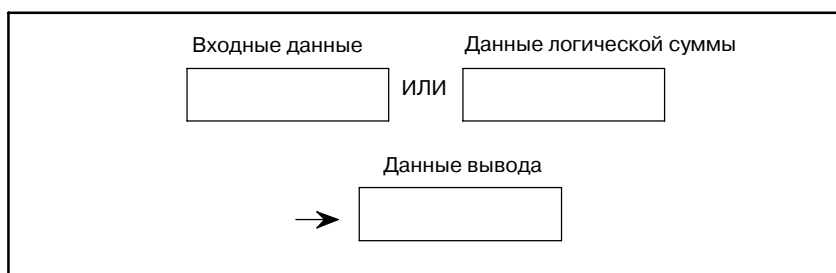 Входные данные
Данные логической суммы
ИЛИ
Данные вывода